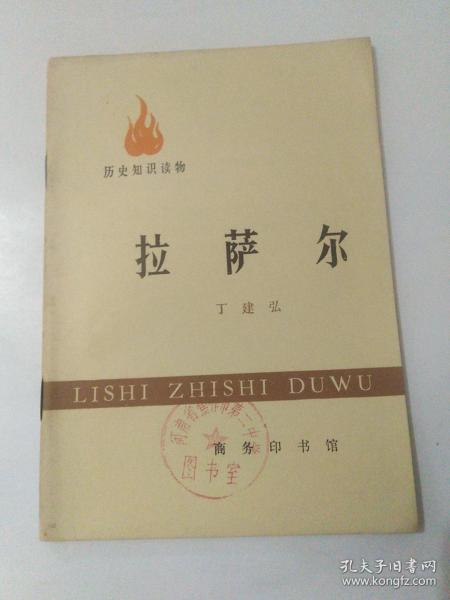 历史知识读物
拉萨尔
丁建弘
LISHI ZHISHI DUWU
商务印书馆
图书室
孔夫子旧书网
www.kongfz.com